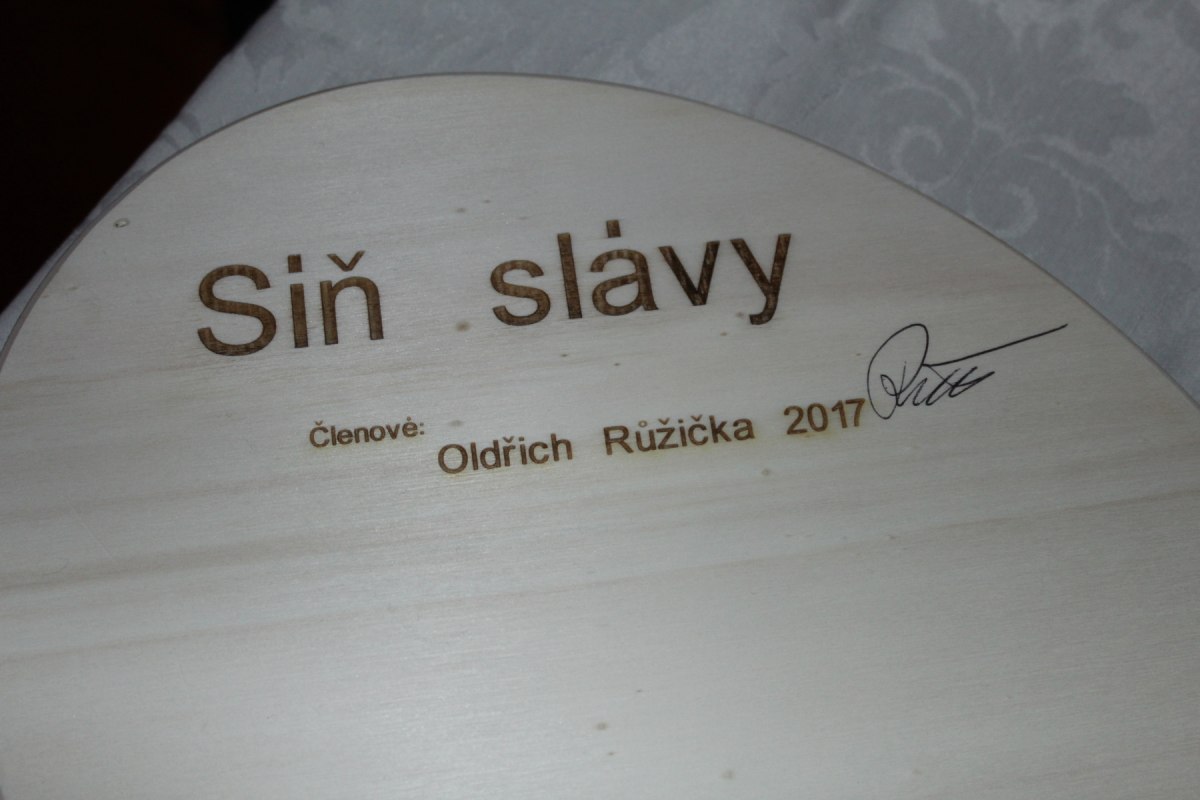 Siň slávy
Členové:
Oldřich Růžička 2017